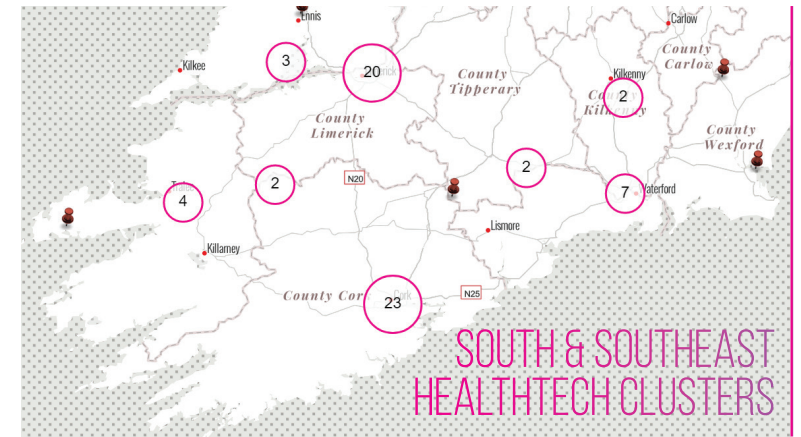 Ennis
Carlow
County
Carlow
Kilkee
3
20
Kilkenny
County
Tipperary
2
County
Limerick
County
Wexford
N20
2
2
4
7
Waterford
Lismore
Killarney
County Cork
Cork
23
N25
SOUTH & SOUTHEAST
HEALTHTECH CLUSTERS